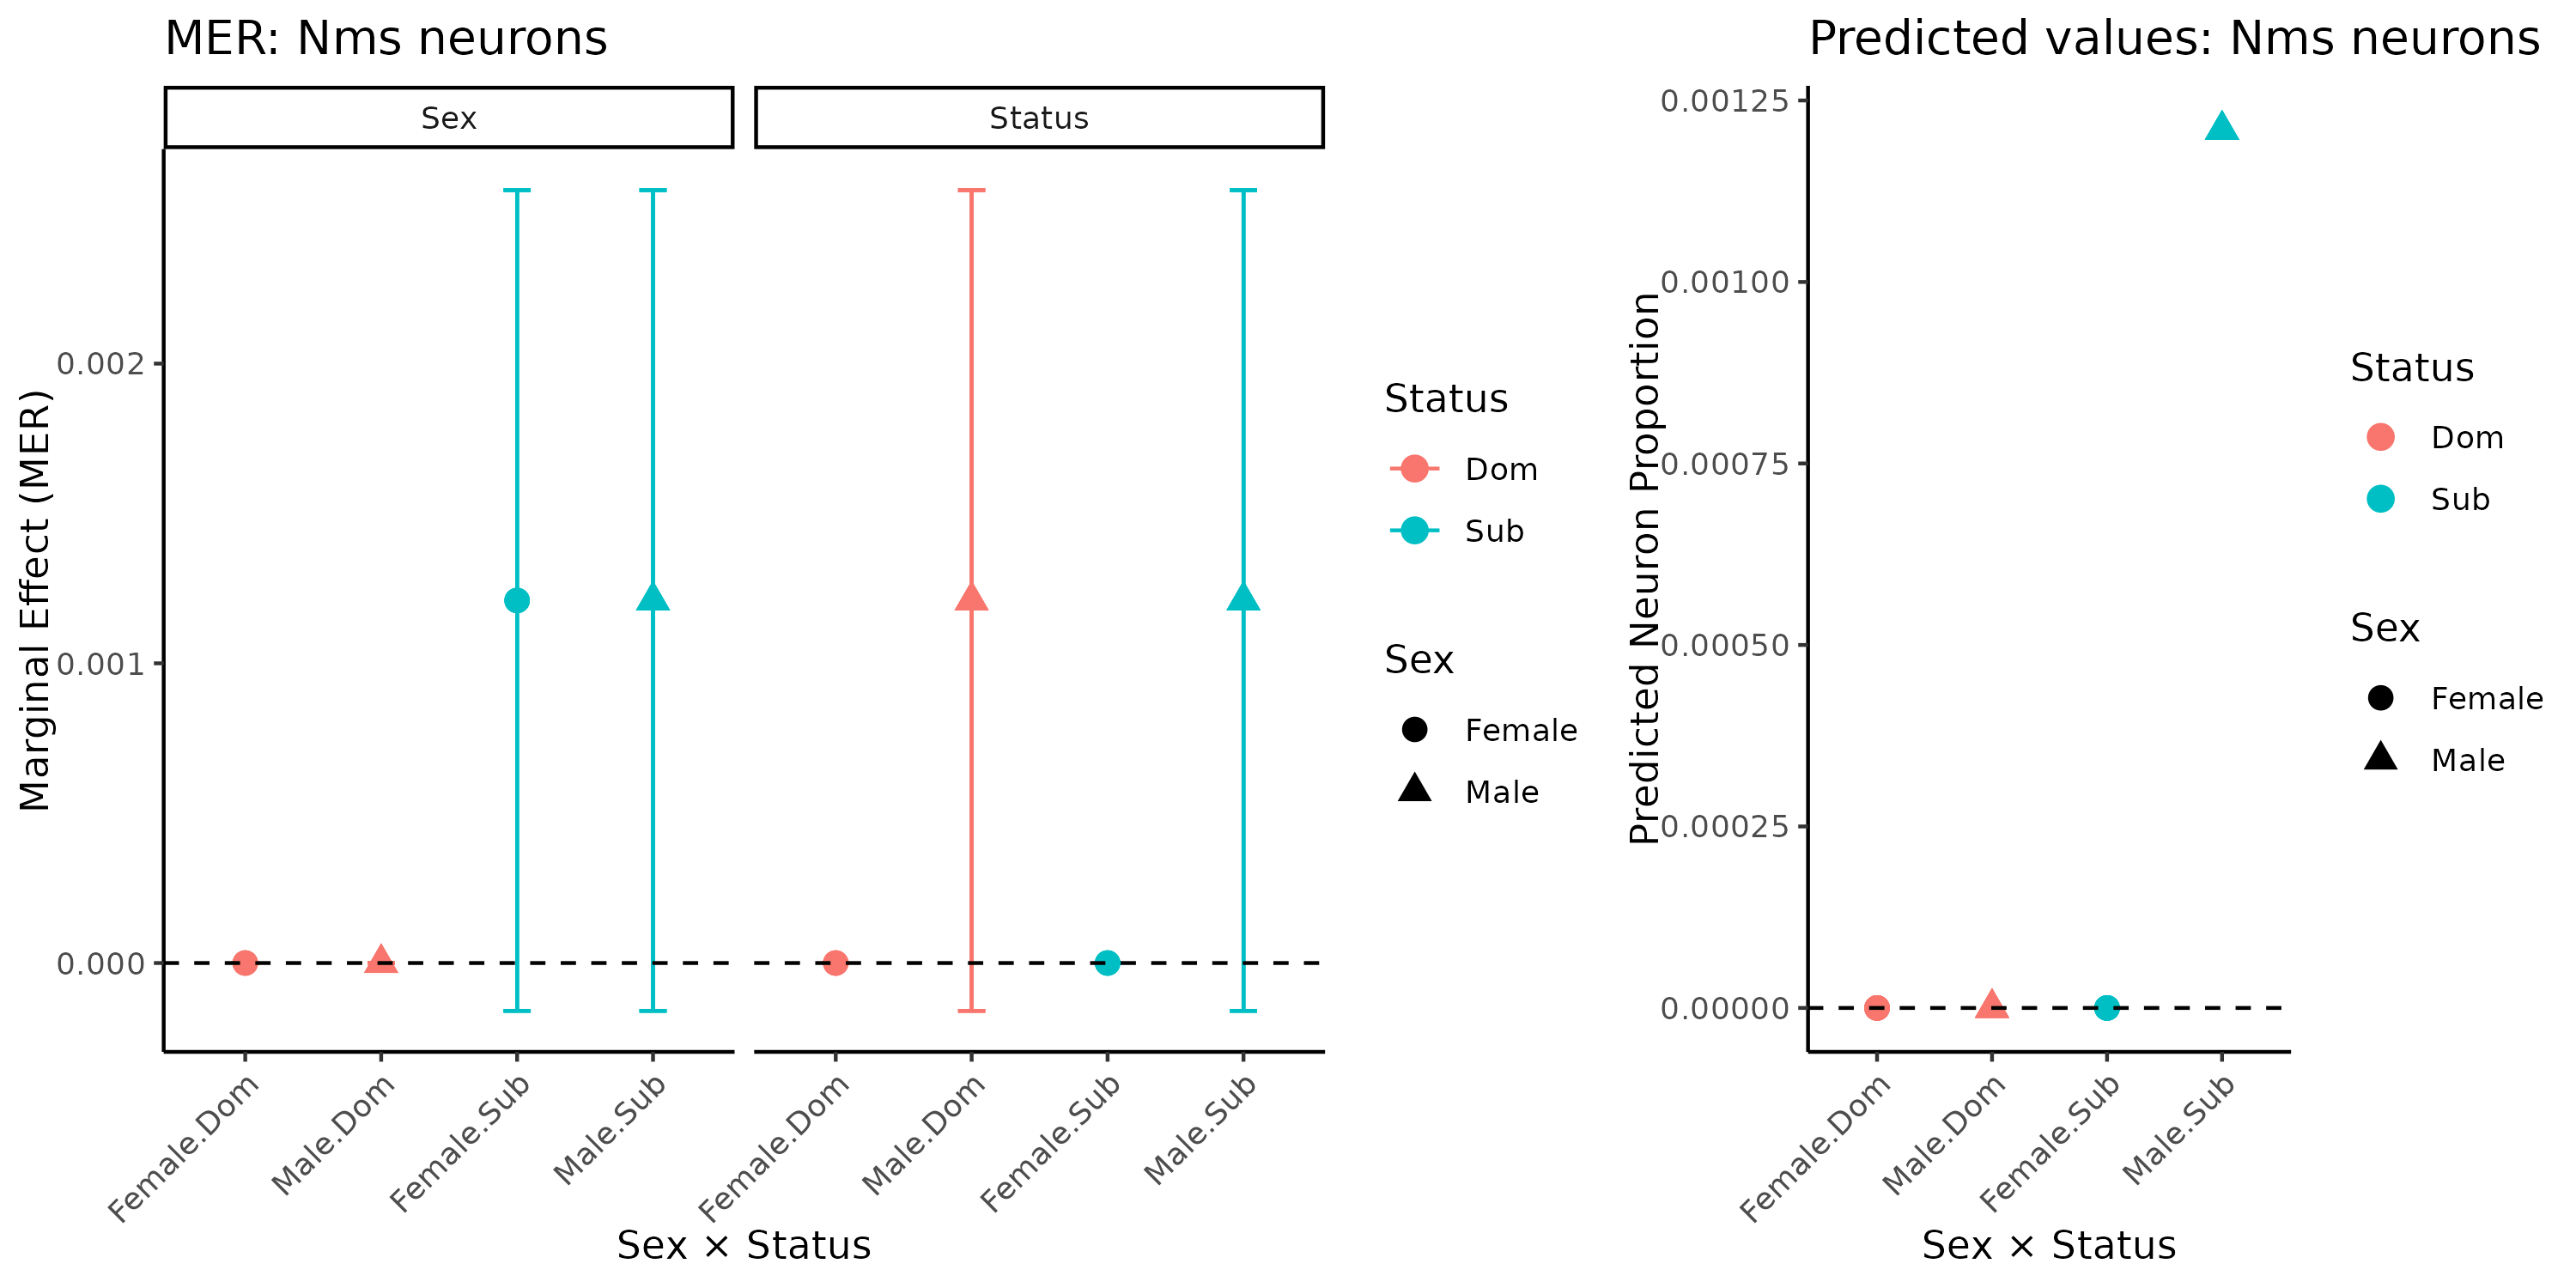 MER: Nms neurons
Sex
Status
Marginal Effect (MER)
0.002
0.001
0.000
Female.Dom
Male.Dom
Female.Sub
Male.Sub
Female.Dom
Male.Dom
Female.Sub
Male.Sub
Sex × Status
Status
Dom
Sub
Sex
Female
Male
Predicted values: Nms neurons
Predicted Neuron Proportion
0.00125
0.00100
0.00075
0.00050
0.00025
0.00000
Female.Dom
Male.Dom
Female.Sub
Male.Sub
Sex × Status
Status
Dom
Sub
Sex
Female
Male